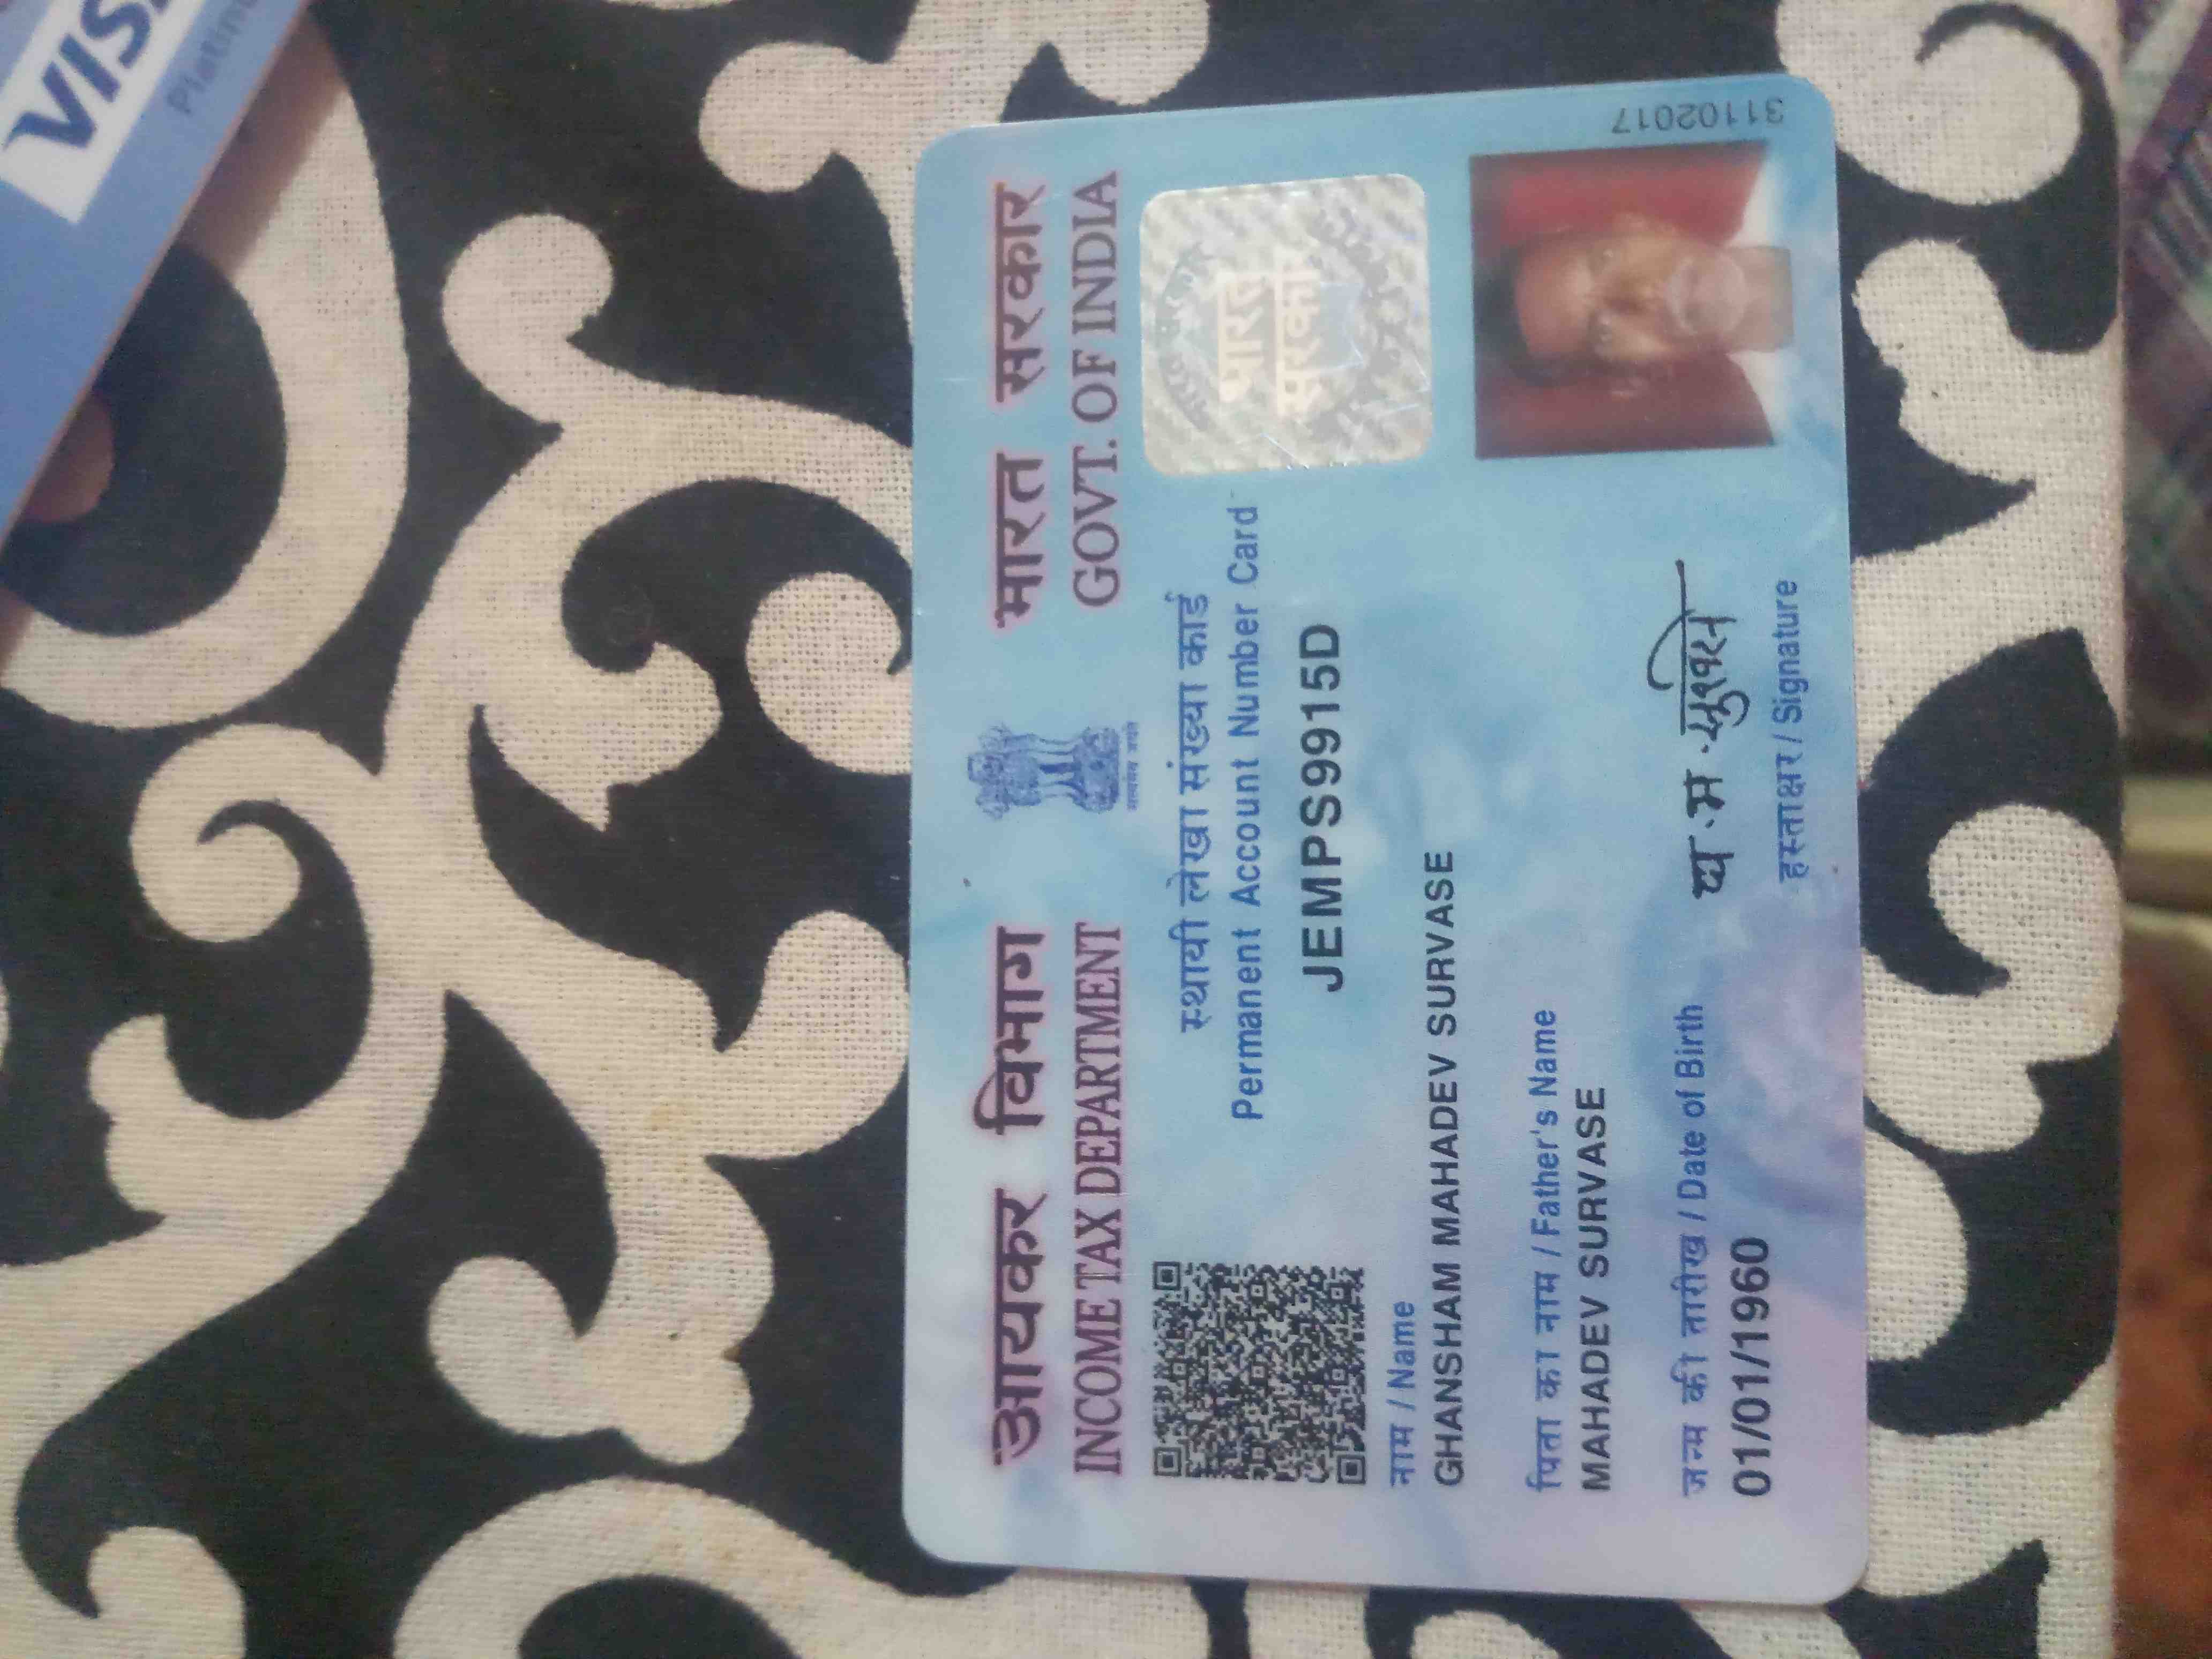 VISA
Platinum
आयकर विभाग
INCOME TAX DEPARTMENT
भारत सरकार
GOVT. OF INDIA
सत्यमेव जयते
स्थायी लेखा संख्या कार्ड
Permanent Account Number Card
JEMPS9915D
भारत
सरकार
नाम / Name
GHANSHAM MAHADEV SURVASE
पिता का नाम / Father's Name
MAHADEV SURVASE
जन्म की तारीख / Date of Birth
01/01/1960
घ.म.सुरवसे
हस्ताक्षर / Signature
31102017